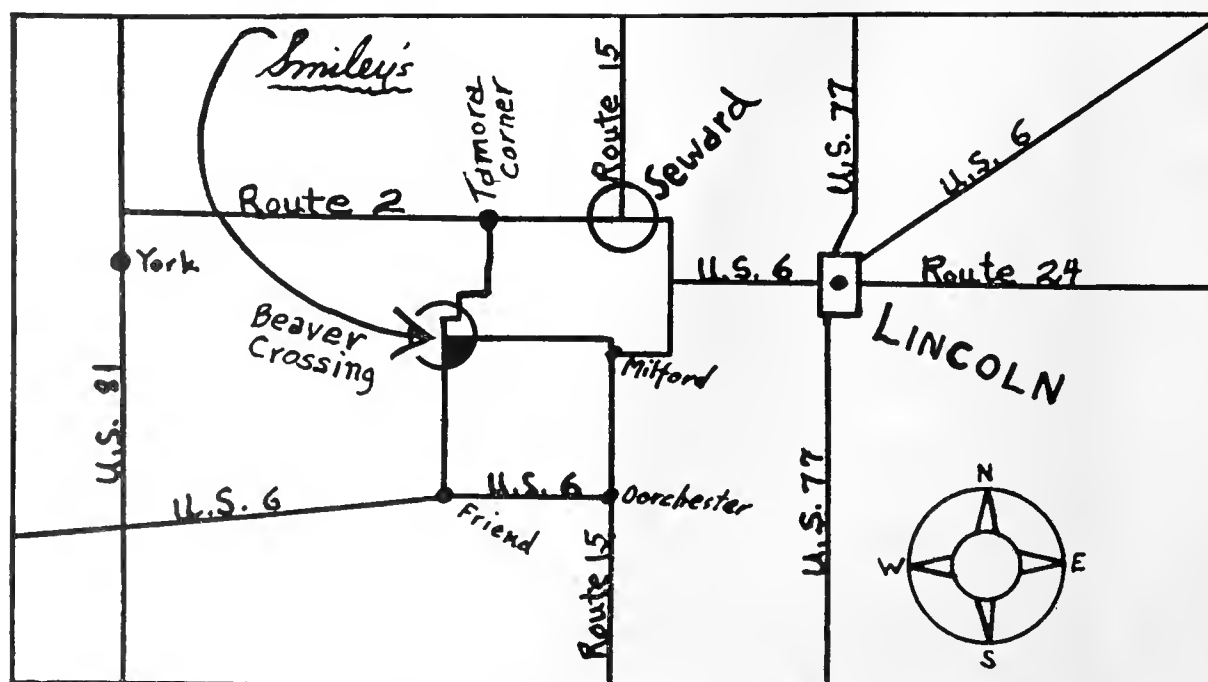 Smiley's
Tamora
Corner
Route 15
Seward
U.S. 77
U.S. 6
Route 2
York
U.S. 6
Route 24
Beaver
Crossing
LINCOLN
Milford
U.S. 81
U.S. 6
U.S. 6
Friend
Dorchester
Route 15
U.S. 77
N
W
E
S